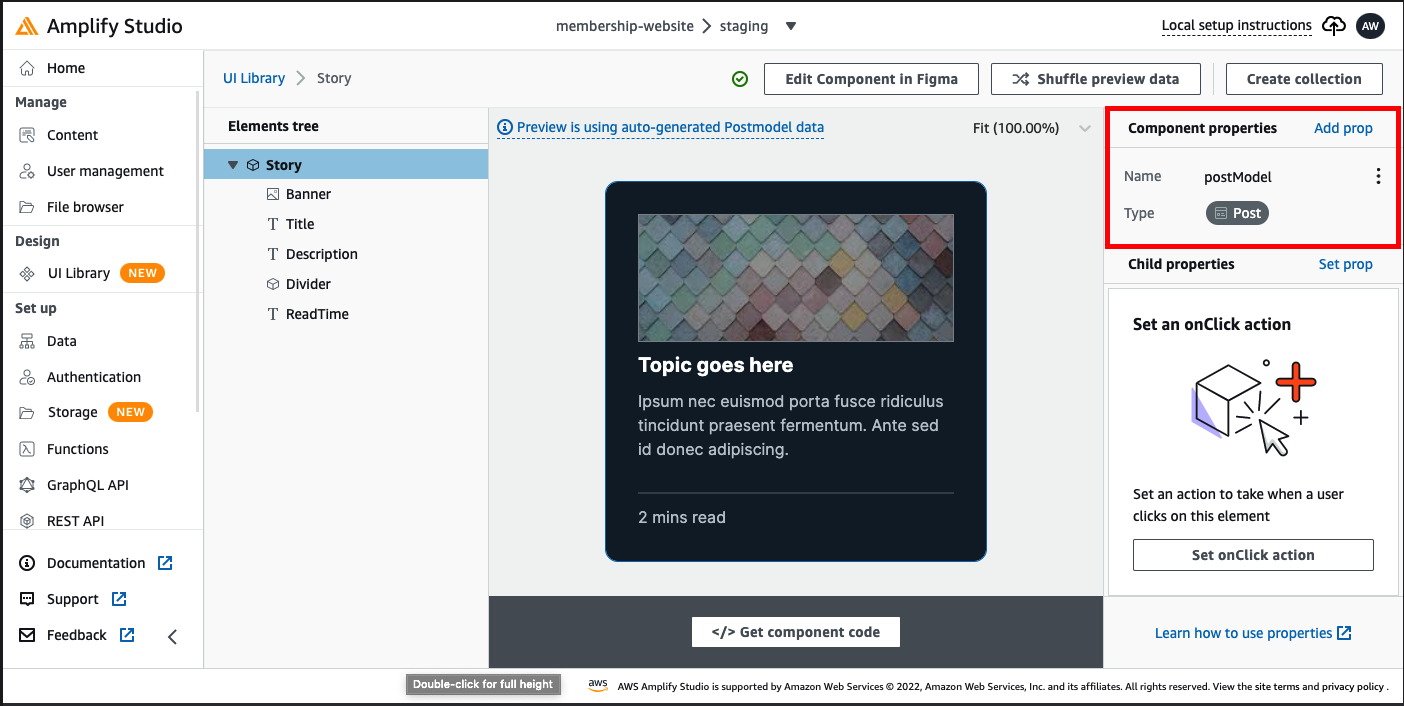 Amplify Studio
membership-website > staging
Local setup instructions
AW
Home
Manage
Content
User management
File browser
Design
UI Library NEW
Set up
Data
Authentication
Storage NEW
Functions
GraphQL API
REST API
Documentation
Support
Feedback
UI Library > Story
Edit Component in Figma
Shuffle preview data
Create collection
Elements tree
Story
Banner
Title
Description
Divider
ReadTime
Preview is using auto-generated Postmodel data
Fit (100.00%)
Topic goes here
Ipsum nec euismod porta fusce ridiculus
tincidunt praesent fermentum. Ante sed
id donec adipiscing.
2 mins read
</> Get component code
Component properties Add prop
Name postModel
Type Post
Child properties Set prop
Set an onClick action
Set an action to take when a user
clicks on this element
Set onClick action
Learn how to use properties
Double-click for full height
aws AWS Amplify Studio is supported by Amazon Web Services © 2022, Amazon Web Services, Inc. and its affiliates. All rights reserved. View the site terms and privacy policy .